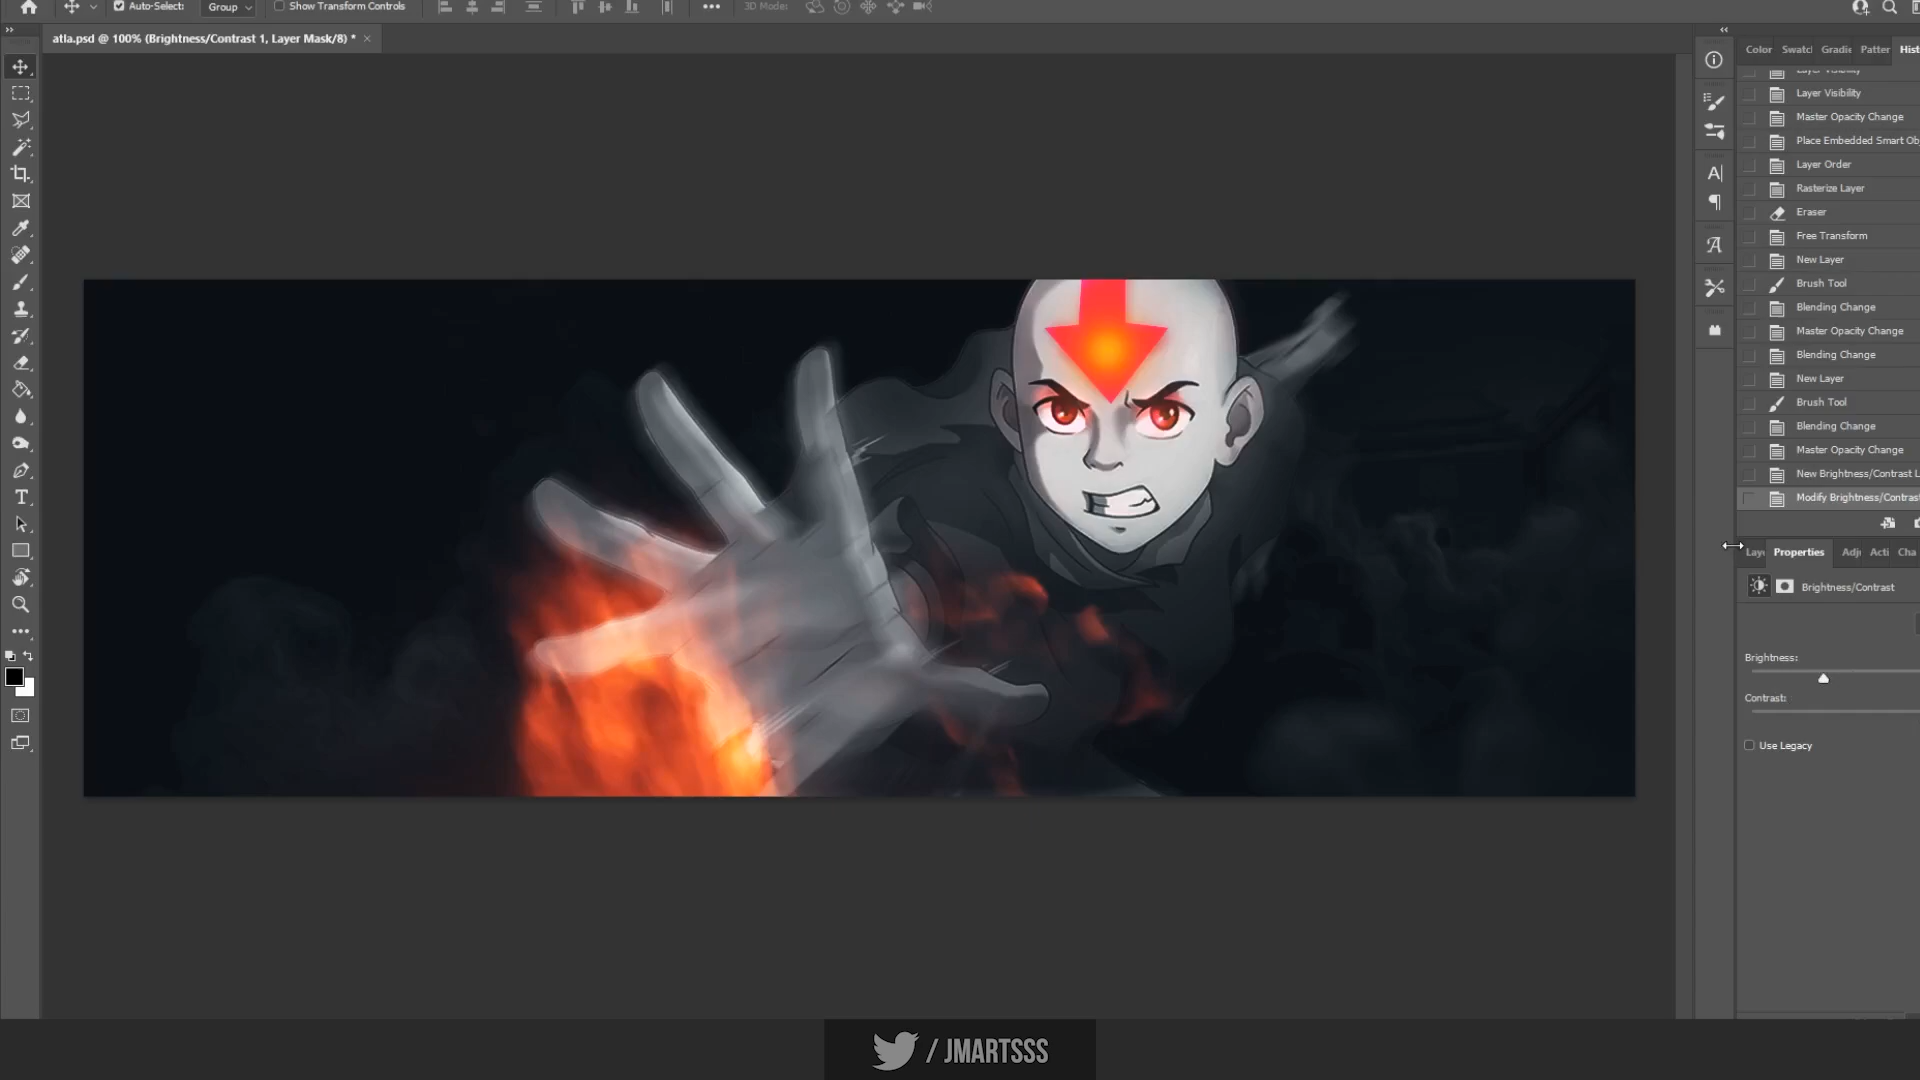 Auto-Select:
Group
Show Transform Controls
3D Mode:
atla.psd @ 100% (Brightness/Contrast 1, Layer Mask/8) *
Color
Swatc
Gradie
Patter
Hist
Layer Visibility
Layer Visibility
Master Opacity Change
Place Embedded Smart Ob
Layer Order
Rasterize Layer
Eraser
Free Transform
New Layer
Brush Tool
Blending Change
Master Opacity Change
Blending Change
New Layer
Brush Tool
Blending Change
Master Opacity Change
New Brightness/Contrast L
Modify Brightness/Contrast
Laye
Properties
Adj
Acti
Cha
Brightness/Contrast
Brightness:
Contrast:
Use Legacy
/ JMARTSSS